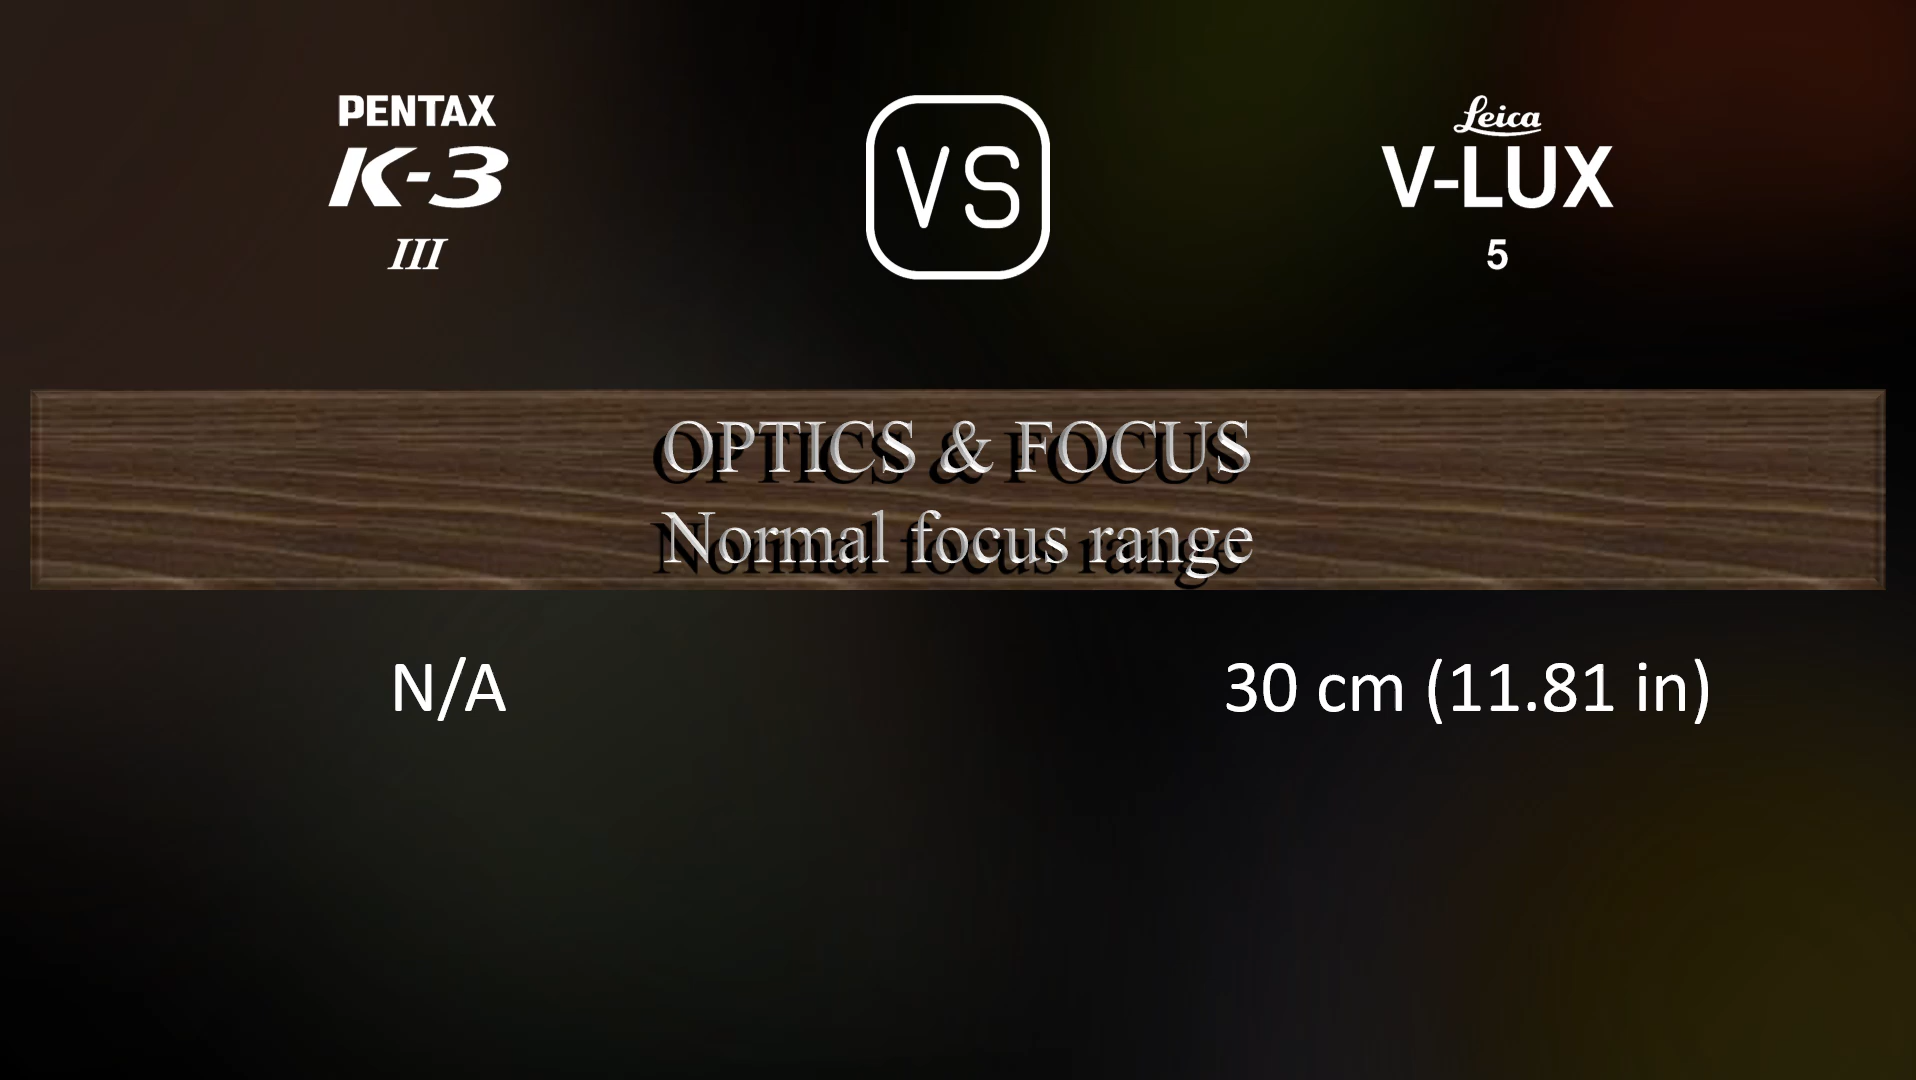 PENTAX
K-3
III
VS
Leica
V-LUX
5
OPTICS & FOCUS
Normal focus range
N/A
30 cm (11.81 in)